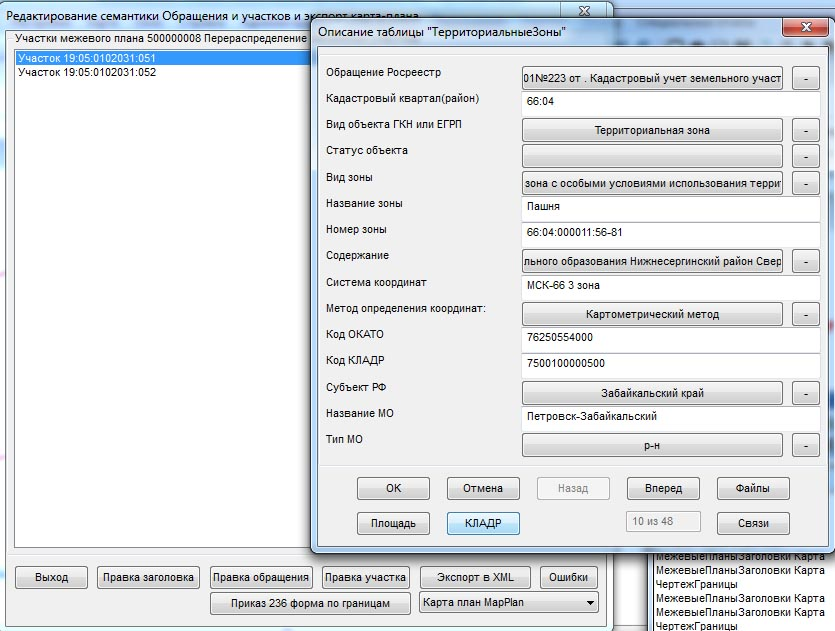 Редактирование семантики Обращения и участков и экспорт карта-плана
Участки межевого плана 500000008 Перераспределение
Участок 19:05:0102031:051
Участок 19:05:0102031:052
Описание таблицы "ТерриториальныеЗоны"
Обращение Росреестр 01№223 от . Кадастровый учет земельного участ -
Кадастровый квартал(район) 66:04
Вид объекта ГКН или ЕГРП Территориальная зона -
Статус объекта -
Вид зоны зона с особыми условиями использования террит -
Название зоны Пашня
Номер зоны 66:04:000011:56-81
Содержание льного образования Нижнесергинский район Свер -
Система координат МСК-66 3 зона
Метод определения координат: Картометрический метод -
Код ОКАТО 76250554000
Код КЛАДР 7500100000500
Субъект РФ Забайкальский край -
Название МО Петровск-Забайкальский
Тип МО р-н -
ОК Отмена Назад Вперед Файлы
Площадь КЛАДР 10 из 48 Связи
Выход Правка заголовка Правка обращения Правка участка Экспорт в XML Ошибки
Приказ 236 форма по границам Карта план MapPlan
МежевыеПланыЗаголовки Карта
МежевыеПланыЗаголовки Карта
ЧертежГраницы
МежевыеПланыЗаголовки Карта
МежевыеПланыЗаголовки Карта
ЧертежГраницы